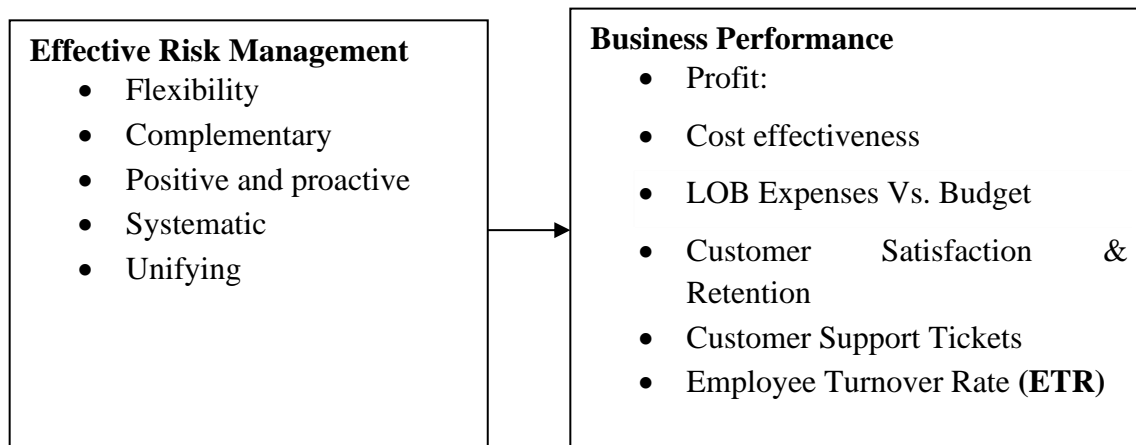 Effective Risk Management
• Flexibility
• Complementary
• Positive and proactive
• Systematic
• Unifying
Business Performance
• Profit:
• Cost effectiveness
• LOB Expenses Vs. Budget
• Customer Satisfaction &
Retention
• Customer Support Tickets
• Employee Turnover Rate (ETR)